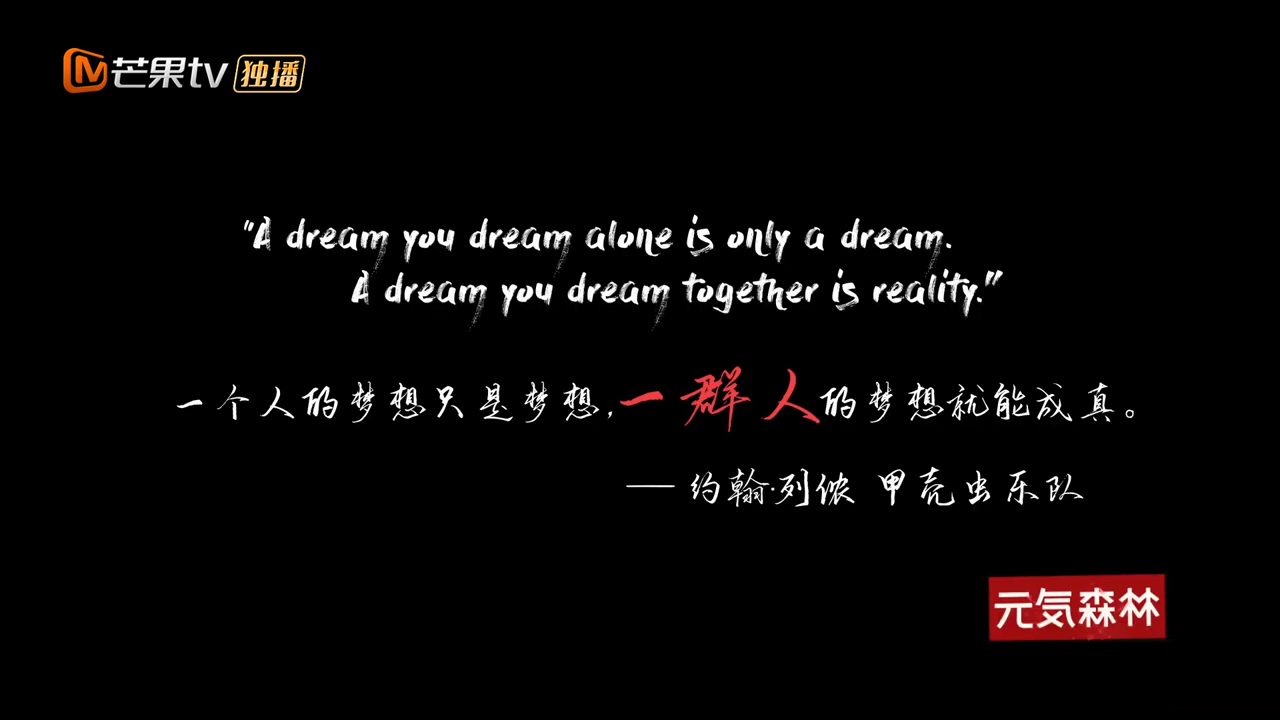 芒果tv 独播
"A dream you dream alone is only a dream.
A dream you dream together is reality."
一个人的梦想只是梦想,一群人的梦想就能成真。
——约翰·列侬 甲壳虫乐队
元気森林